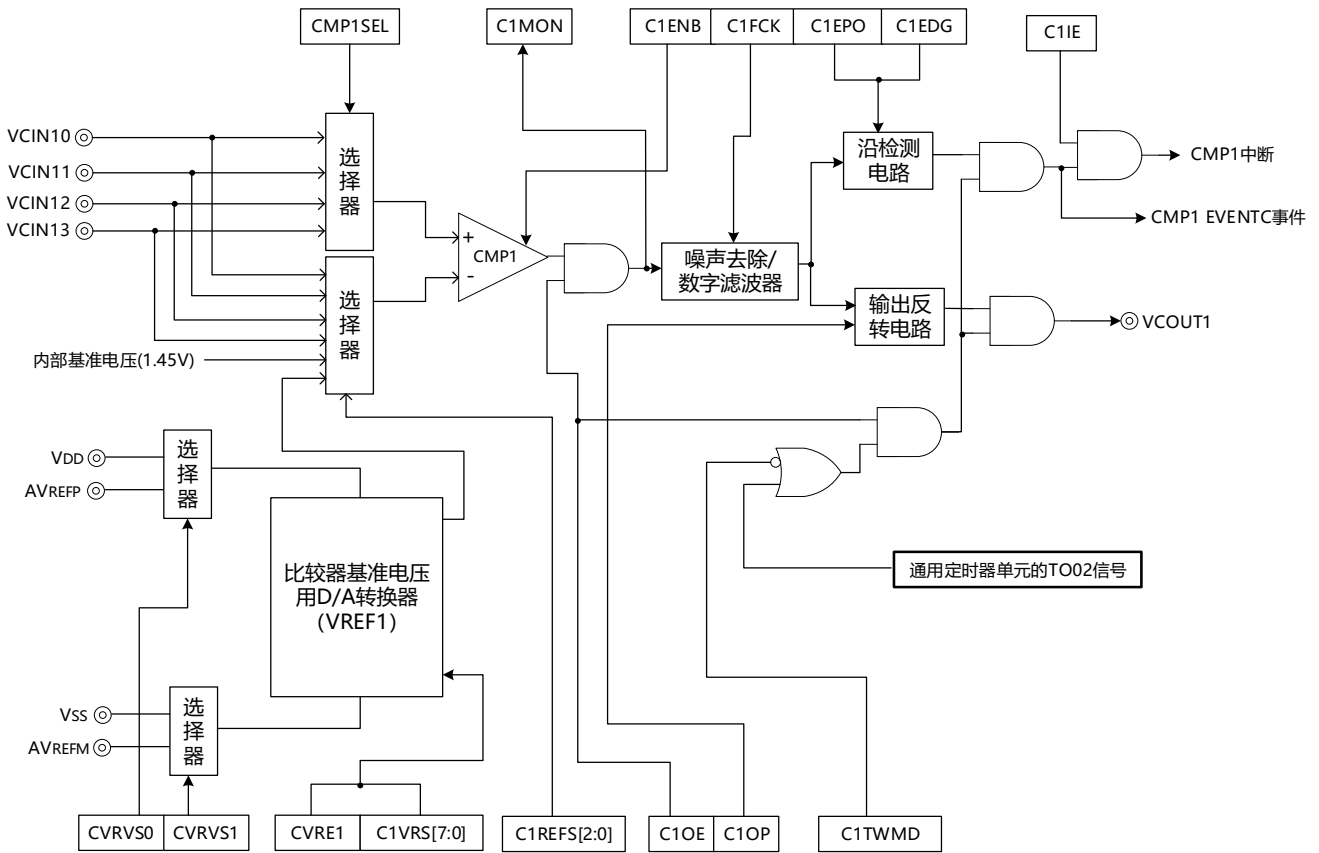 CMP1SEL
C1MON
C1ENB
C1FCK
C1EPO
C1EDG
C1IE
VCIN10
VCIN11
VCIN12
VCIN13
选择器
选择器
内部基准电压(1.45V)
+
-
CMP1
噪声去除/
数字滤波器
沿检测
电路
输出反
转电路
CMP1中断
CMP1 EVENTC事件
VCOUT1
VDD
AVREFP
选择器
比较器基准电压
用D/A转换器
（VREF1）
通用定时器单元的TO02信号
VSS
AVREFM
选择器
CVRVS0
CVRVS1
CVRE1
C1VRS[7:0]
C1REFS[2:0]
C1OE
C1OP
C1TWMD